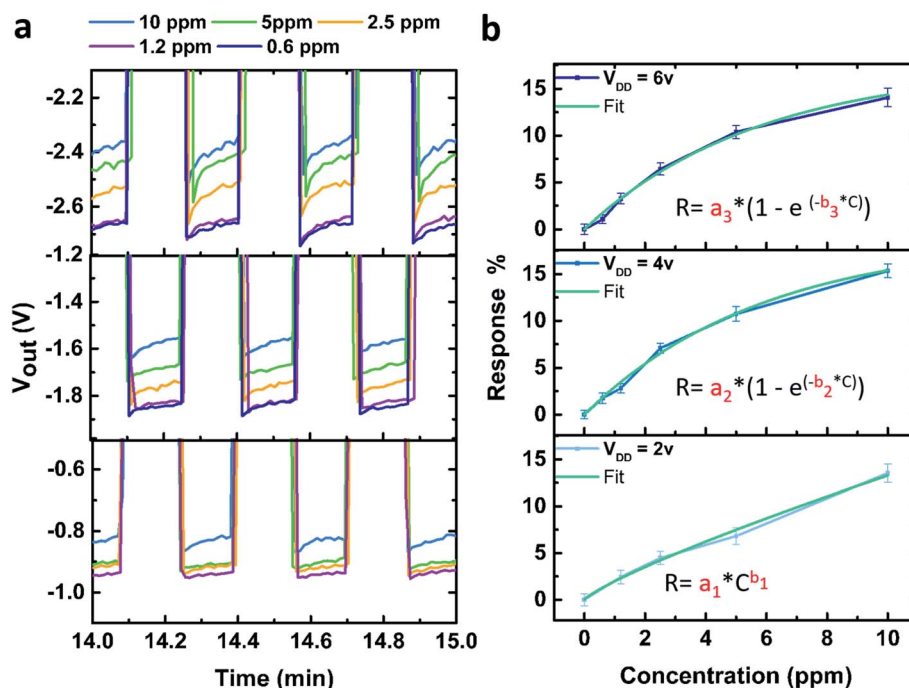 a
10 ppm 5ppm 2.5 ppm
1.2 ppm 0.6 ppm
-2.2
-2.4
-2.6
-1.2
-1.4
-1.6
-1.8
-0.6
-0.8
-1.0
Vout (V)
14.0 14.2 14.4 14.6 14.8 15.0
Time (min)
b
VDD = 6v
Fit
15
10
5
0
R= a3*(1 - e(-b3*C))
VDD = 4v
Fit
15
10
5
0
R= a2*(1 - e(-b2*C))
VDD = 2v
Fit
15
10
5
0
R= a1*Cb1
Response %
0 2 4 6 8 10
Concentration (ppm)